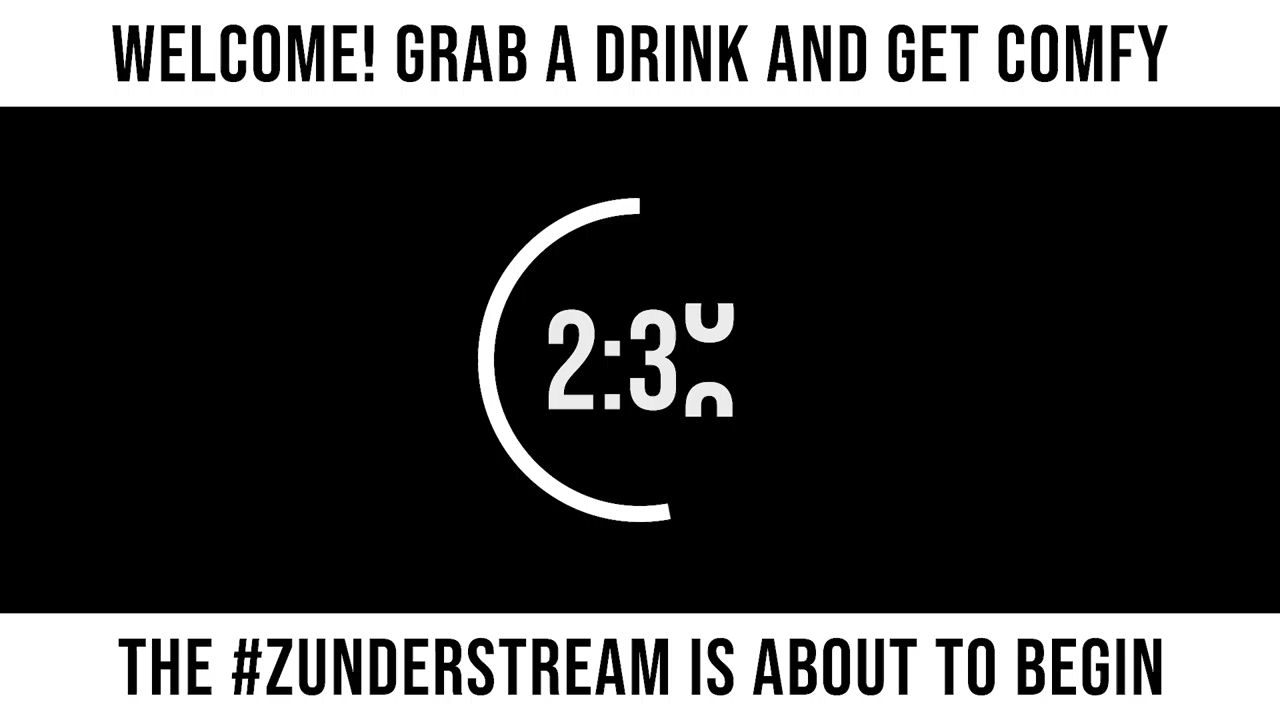 WELCOME! GRAB A DRINK AND GET COMFY
2:3
THE #ZUNDERSTREAM IS ABOUT TO BEGIN